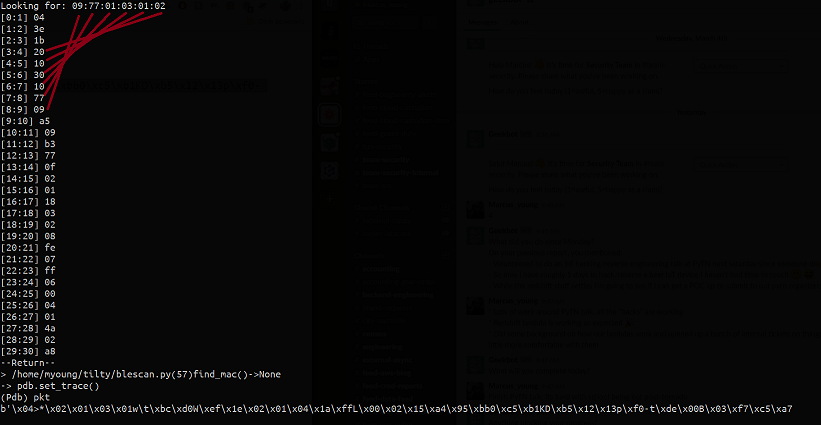 Looking for: 09:77:01:03:01:02
[0:1] 04
[1:2] 3e
[2:3] 1b
[3:4] 20
[4:5] 10
[5:6] 30
[6:7] 10
[7:8] 77
[8:9] 09
[9:10] a5
[10:11] 09
[11:12] b3
[12:13] 77
[13:14] 0f
[14:15] 02
[15:16] 01
[16:17] 18
[17:18] 03
[18:19] 02
[19:20] 08
[20:21] fe
[21:22] 07
[22:23] ff
[23:24] 06
[24:25] 00
[25:26] 04
[26:27] 01
[27:28] 4a
[28:29] 02
[29:30] a8
--Return--
> /home/myoung/tilty/blescan.py(57)find_mac()->None
-> pdb.set_trace()
(Pdb) pkt
b'\x04>*\x02\x01\x03\x01w\t\xbc\xd0W\xef\x1e\x02\x01\x04\x1a\xffL\x00\x02\x15\xa4\x95\xbb0\xc5\xb1KD\xb5\x12\x13p\xf0-t\xde\x00B\x03\xf7\xc5\xa7